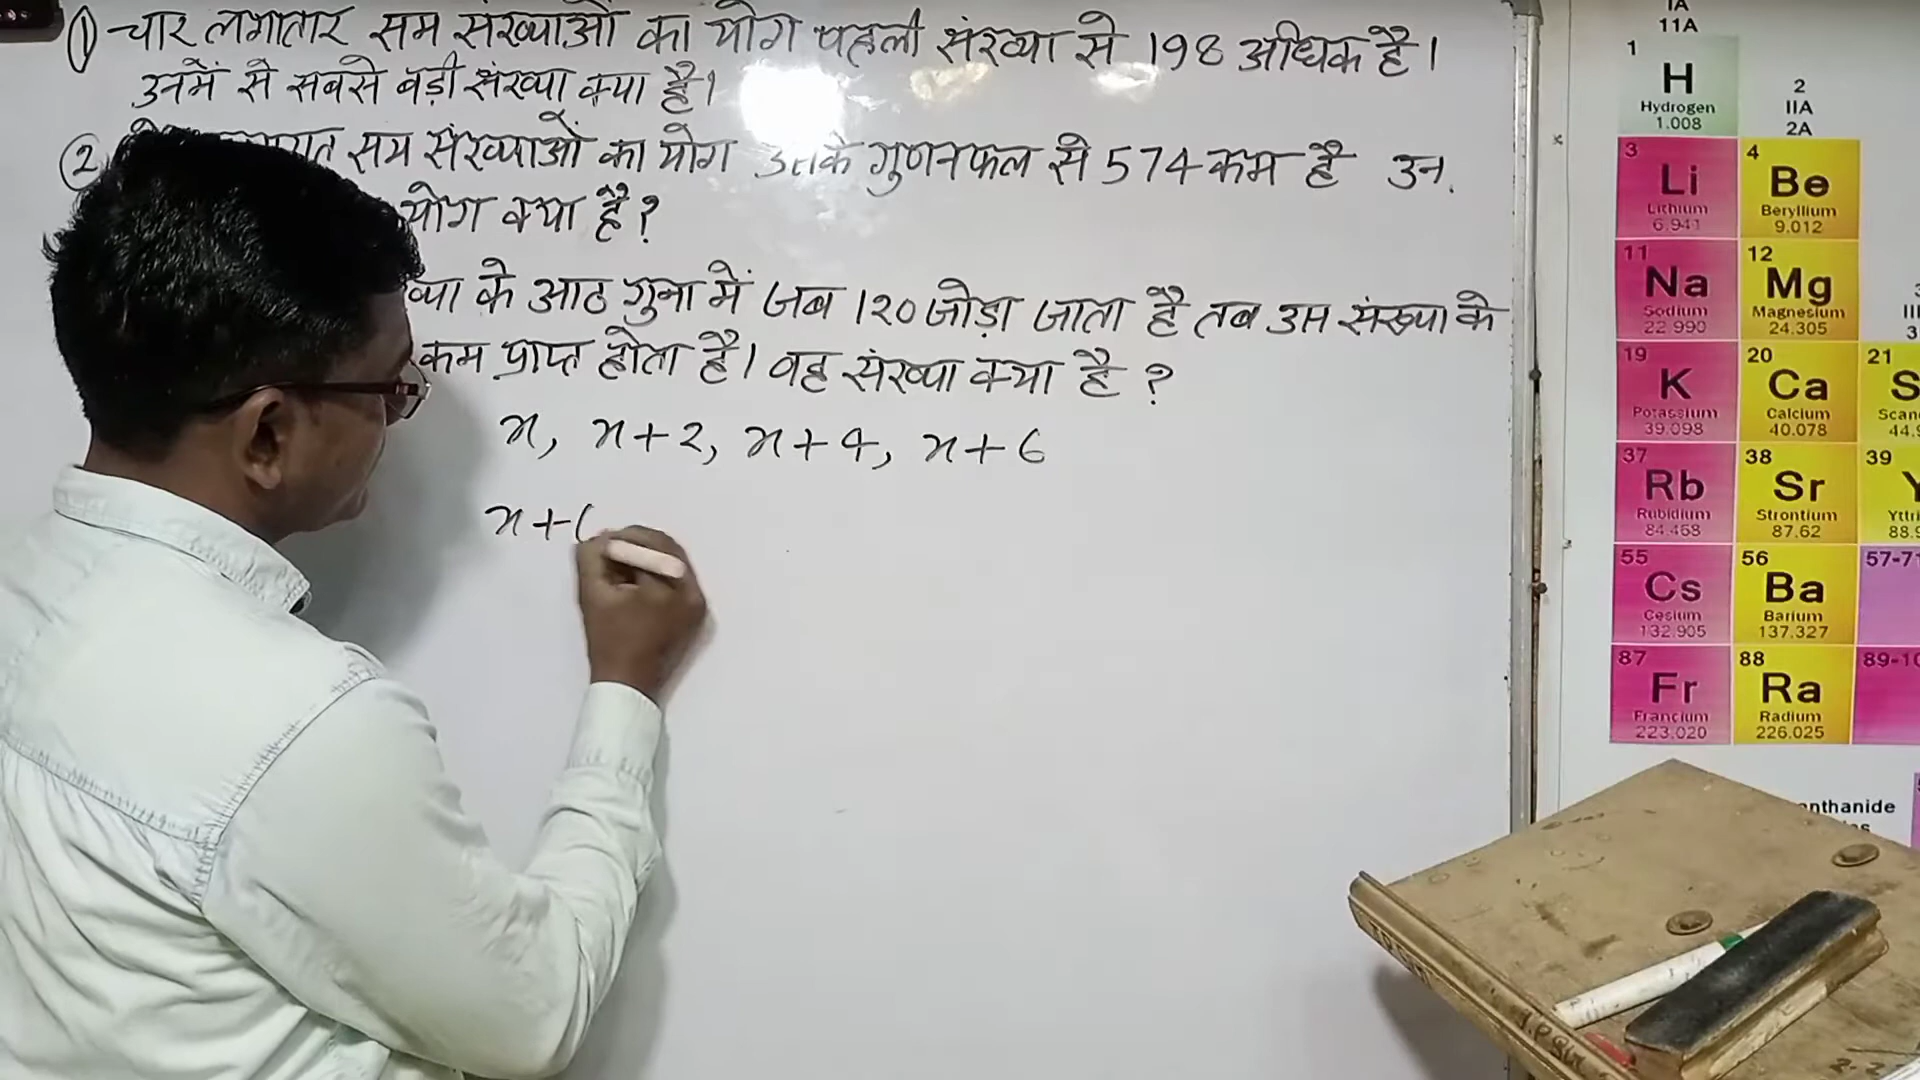 ① चार लगातार सम संख्याओं का योग पहली संख्या से 198 अधिक है।
उनमें से सबसे बड़ी संख्या क्या है।
② सम संख्याओं का योग उनके गुणनफल से 574 कम है उन
योग क्या है?
के आठ गुना में जब 120 जोड़ा जाता है तब उस संख्या के
कम प्राप्त होता है। वह संख्या क्या है ?
x, x+2, x+4, x+6
x+
IA
11A
1
H
Hydrogen
1.008
2
IIA
2A
3 4
Li Be
Lithium Beryllium
6.941 9.012
11 12
Na Mg
Sodium Magnesium
22.990 24.305
19 20 21
K Ca
Potassium Calcium
39.098 40.078
37 38 39
Rb Sr Y
Rubidium Strontium
84.468 87.62
55 56
Cs Ba
Cesium Barium
132.905 137.327
87 88
Fr Ra
Francium Radium
223.020 226.025